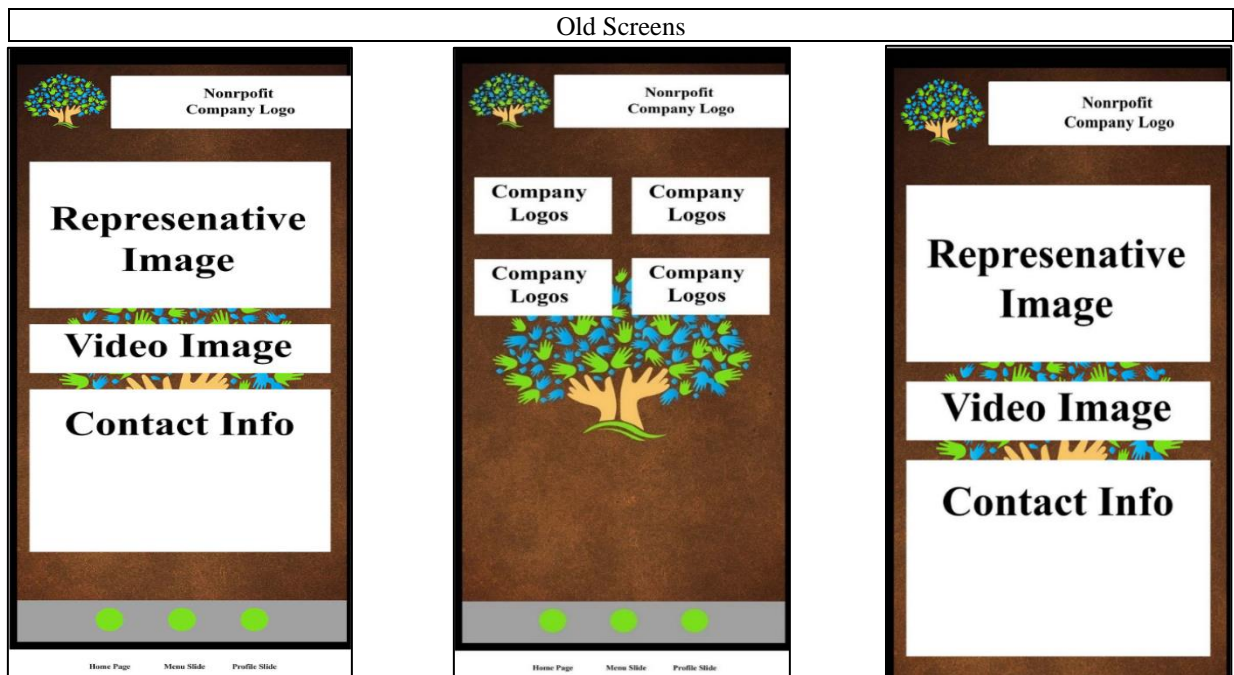 Old Screens
Nonrpofit
Company Logo
Represenative
Image
Video Image
Contact Info
Home Page Menu Slide Profile Slide
Nonrpofit
Company Logo
Company
Logos
Company
Logos
Company
Logos
Company
Logos
Home Page Menu Slide Profile Slide
Nonrpofit
Company Logo
Represenative
Image
Video Image
Contact Info